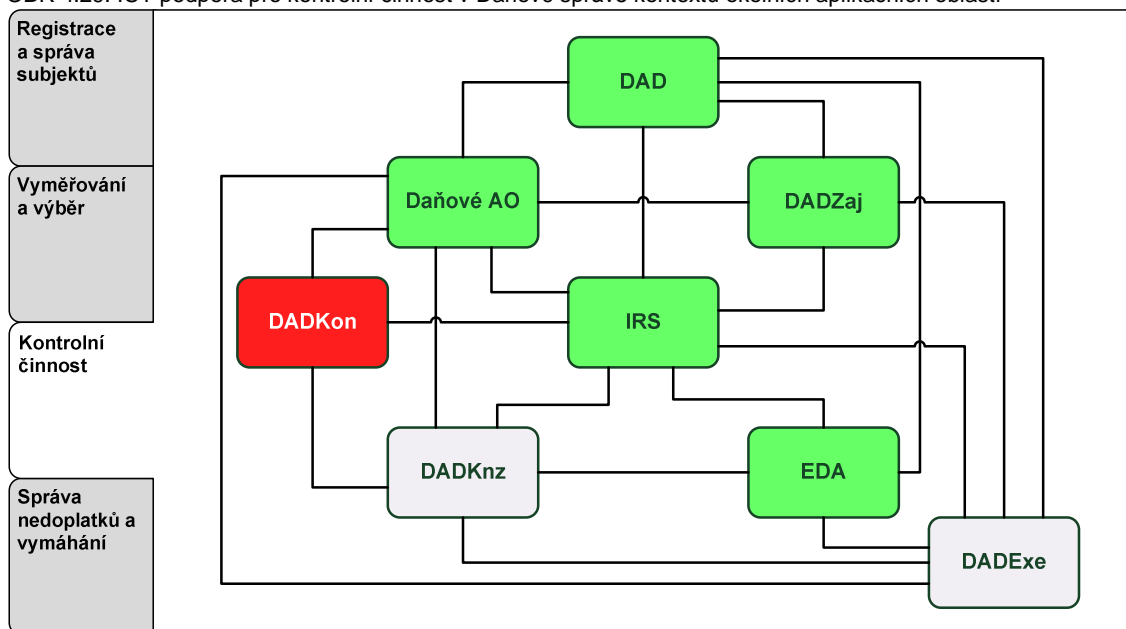 Registrace
a správa
subjektů
Vyměřování
a výběr
Kontrolní
činnost
Správa
nedoplatků a
vymáhání
DAD
Daňové AO
DADZaj
DADKon
IRS
DADKnz
EDA
DADExe